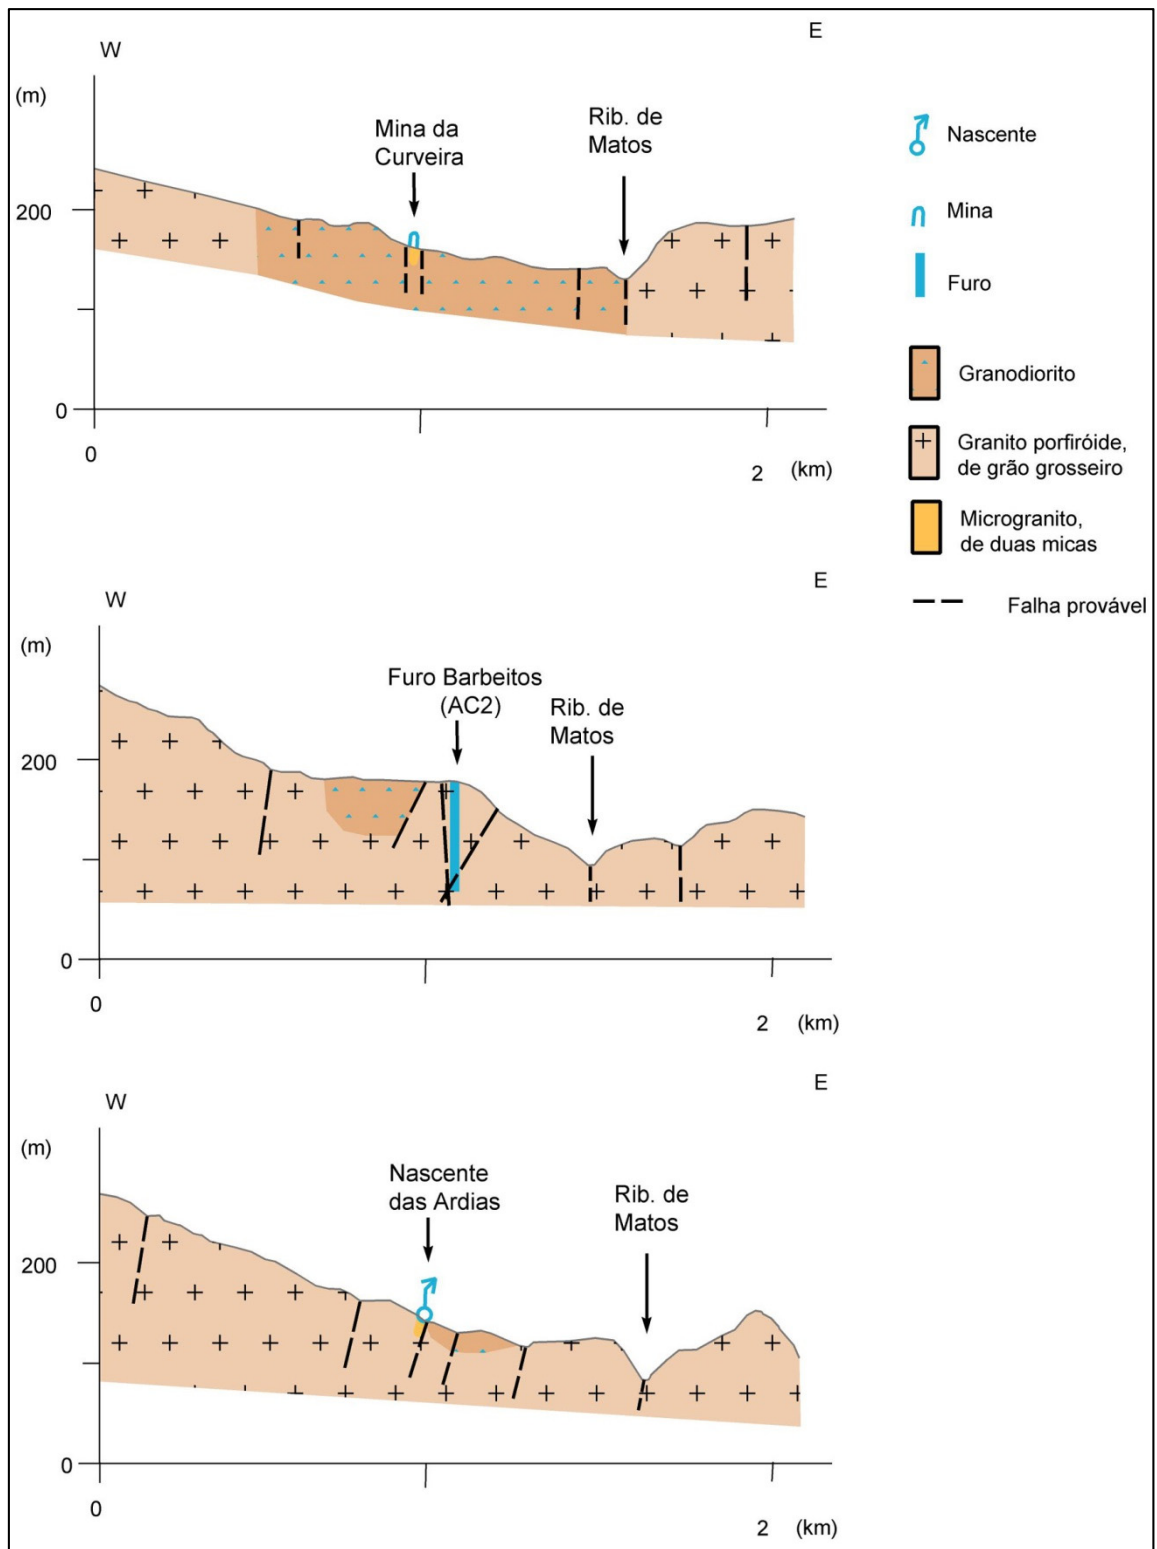 W
E
(m)
Mina da
Curveira
Rib. de
Matos
200
0
0
2
(km)
Nascente
Mina
Furo
Granodiorito
Granito porfiróide,
de grão grosseiro
Microgranito,
de duas micas
Falha provável
W
E
(m)
Furo Barbeitos
(AC2)
Rib. de
Matos
200
0
0
2
(km)
W
E
(m)
Nascente
das Ardias
Rib. de
Matos
200
0
0
2
(km)